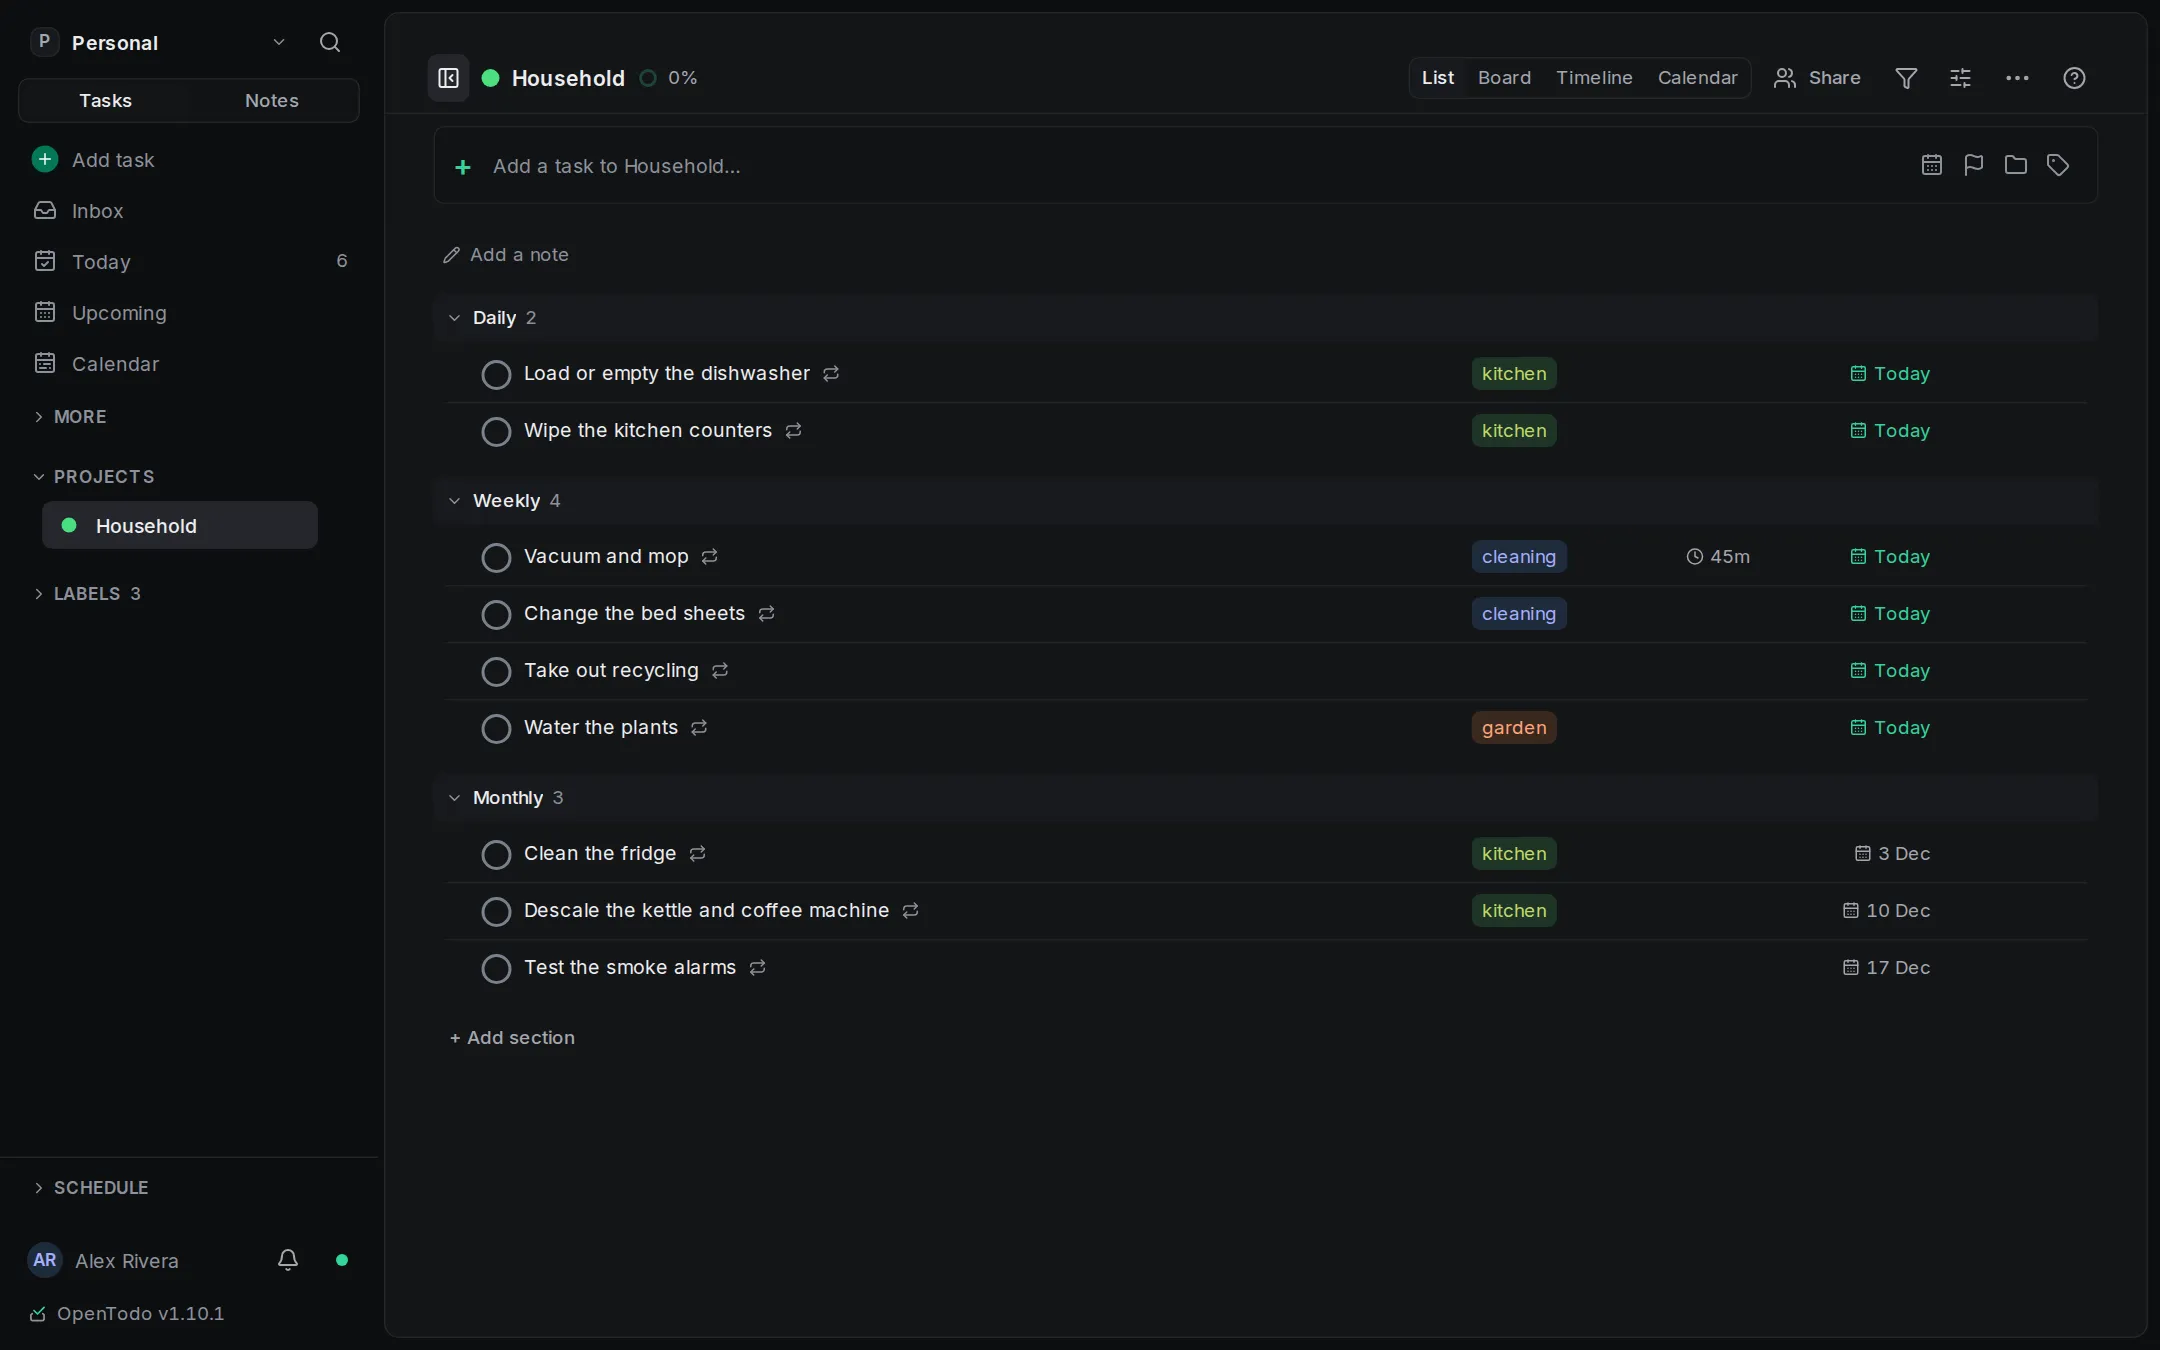 P Personal
Tasks Notes
Add task
Inbox
Today 6
Upcoming
Calendar
MORE
PROJECTS
Household
LABELS 3
SCHEDULE
AR Alex Rivera
OpenTodo v1.10.1
Household 0%
List Board Timeline Calendar Share
Add a task to Household...
Add a note
Daily 2
Load or empty the dishwasher kitchen Today
Wipe the kitchen counters kitchen Today
Weekly 4
Vacuum and mop cleaning 45m Today
Change the bed sheets cleaning Today
Take out recycling Today
Water the plants garden Today
Monthly 3
Clean the fridge kitchen 3 Dec
Descale the kettle and coffee machine kitchen 10 Dec
Test the smoke alarms 17 Dec
+ Add section